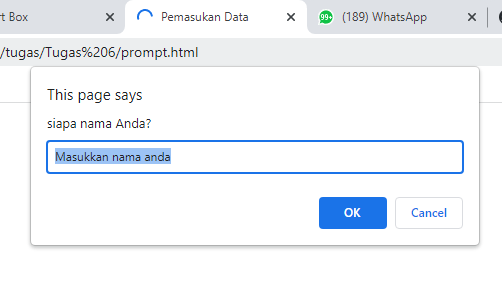 rt Box
Pemasukan Data
99+
(189) WhatsApp
/tugas/Tugas%206/prompt.html
This page says
siapa nama Anda?
Masukkan nama anda
OK
Cancel